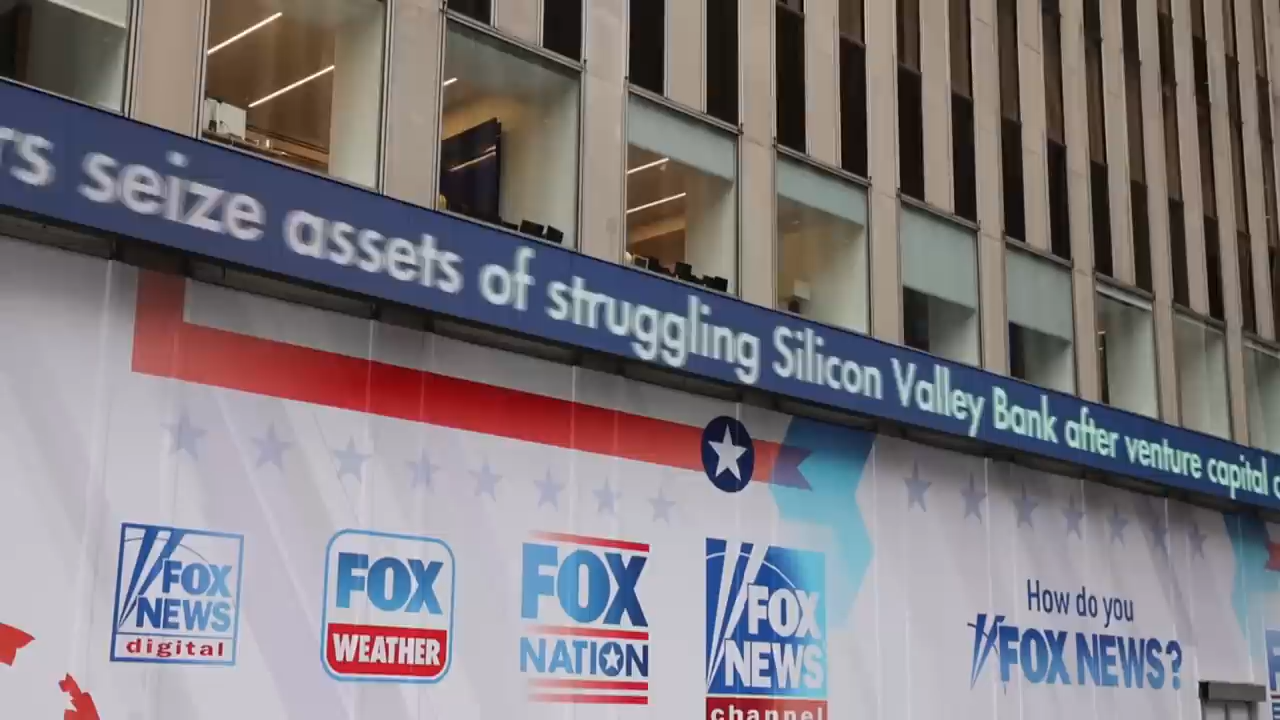 seize assets of struggling Silicon Valley Bank after venture capital
FOX
NEWS
digital
FOX
WEATHER
FOX
NATION
FOX
NEWS
channel
How do you
FOX NEWS?